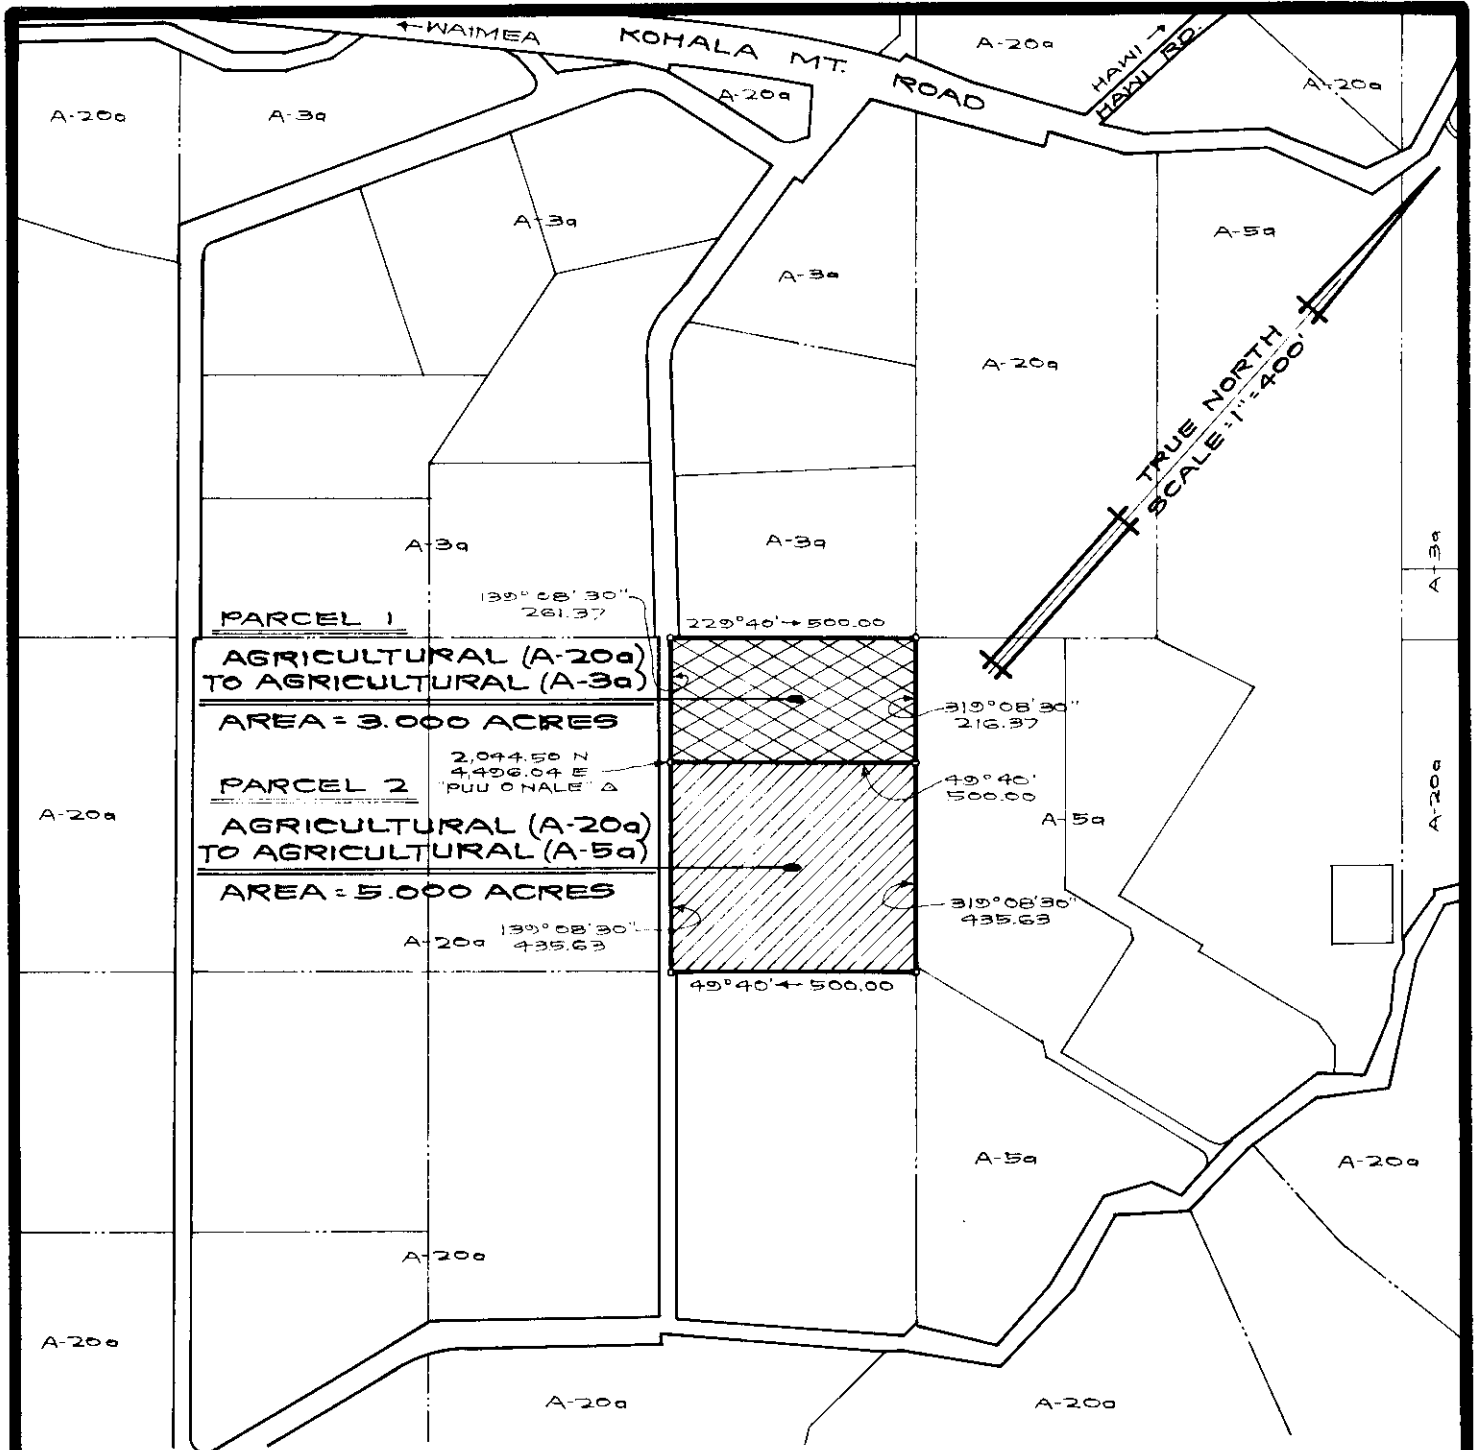 ←WAIMEA
KOHALA MT. ROAD
HAWI →
HAWI RD.
A-20a
A-20a
A-20a
A-20a
A-3a
A-3a
A-5a
A-3a
A-20a
TRUE NORTH
SCALE: 1"=400'
A-3a
A-3a
A-3a
139°08'30"
261.37
PARCEL 1
229°40' → 500.00
AGRICULTURAL (A-20a)
TO AGRICULTURAL (A-3a)
AREA = 3.000 ACRES
319°08'30"
216.37
2,044.50 N
4,496.04 E
"PUU O NALE" △
PARCEL 2
49°40'
500.00
A-20a
A-5a
A-20a
AGRICULTURAL (A-20a)
TO AGRICULTURAL (A-5a)
AREA = 5.000 ACRES
319°08'30"
435.63
A-20a
139°08'30"
435.63
49°40' ← 500.00
A-5a
A-20a
A-20a
A-20a
A-20a
A-20a